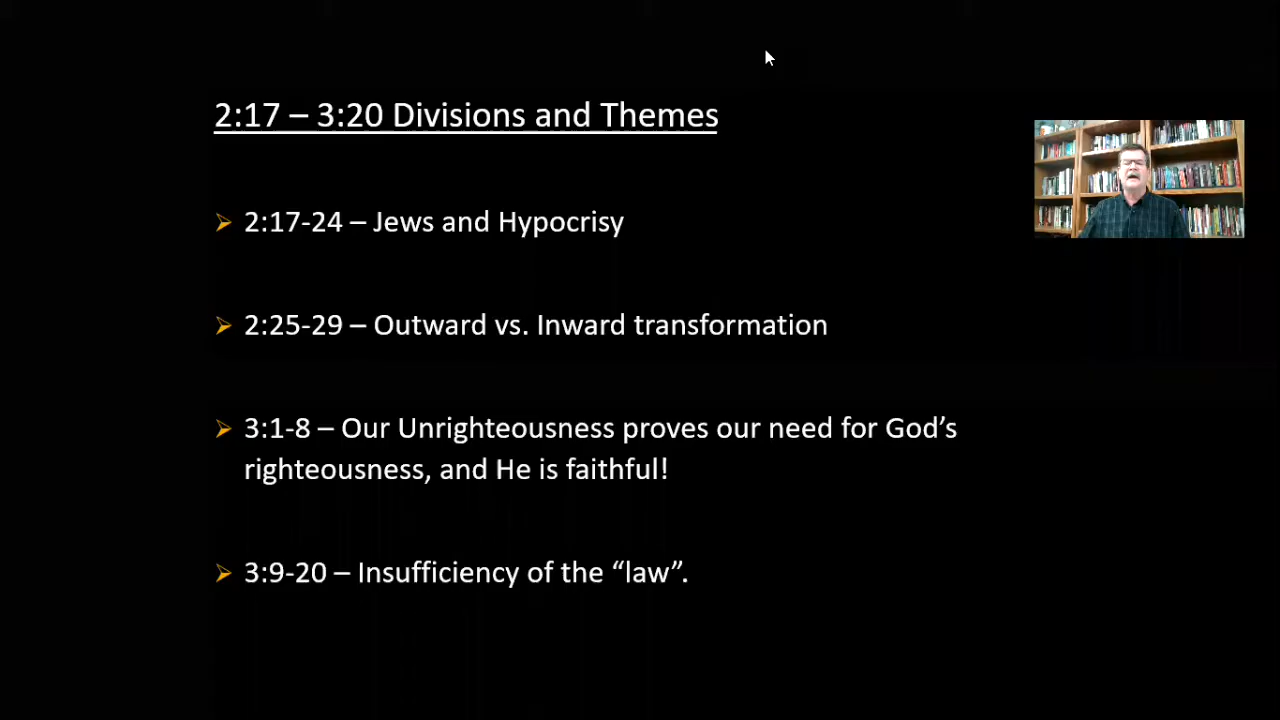 2:17 – 3:20 Divisions and Themes
➢ 2:17-24 – Jews and Hypocrisy
➢ 2:25-29 – Outward vs. Inward transformation
➢ 3:1-8 – Our Unrighteousness proves our need for God’s
righteousness, and He is faithful!
➢ 3:9-20 – Insufficiency of the “law”.